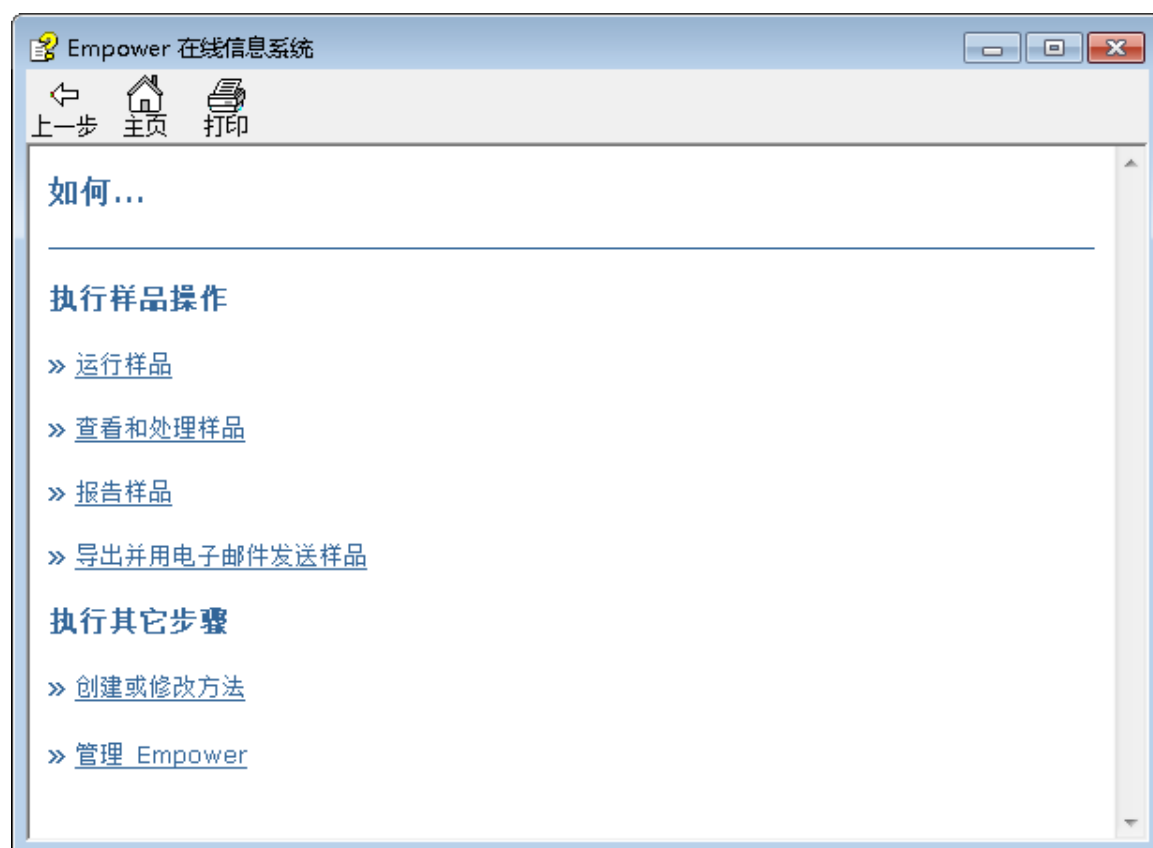 Empower 在线信息系统
上一步 主页 打印
如何...
执行样品操作
» 运行样品
» 查看和处理样品
» 报告样品
» 导出并用电子邮件发送样品
执行其它步骤
» 创建或修改方法
» 管理 Empower